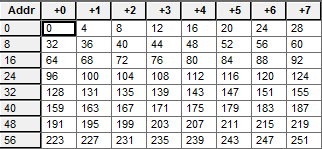 Addr +0 +1 +2 +3 +4 +5 +6 +7
0 0 4 8 12 16 20 24 28
8 32 36 40 44 48 52 56 60
16 64 68 72 76 80 84 88 92
24 96 100 104 108 112 116 120 124
32 128 131 135 139 143 147 151 155
40 159 163 167 171 175 179 183 187
48 191 195 199 203 207 211 215 219
56 223 227 231 235 239 243 247 251